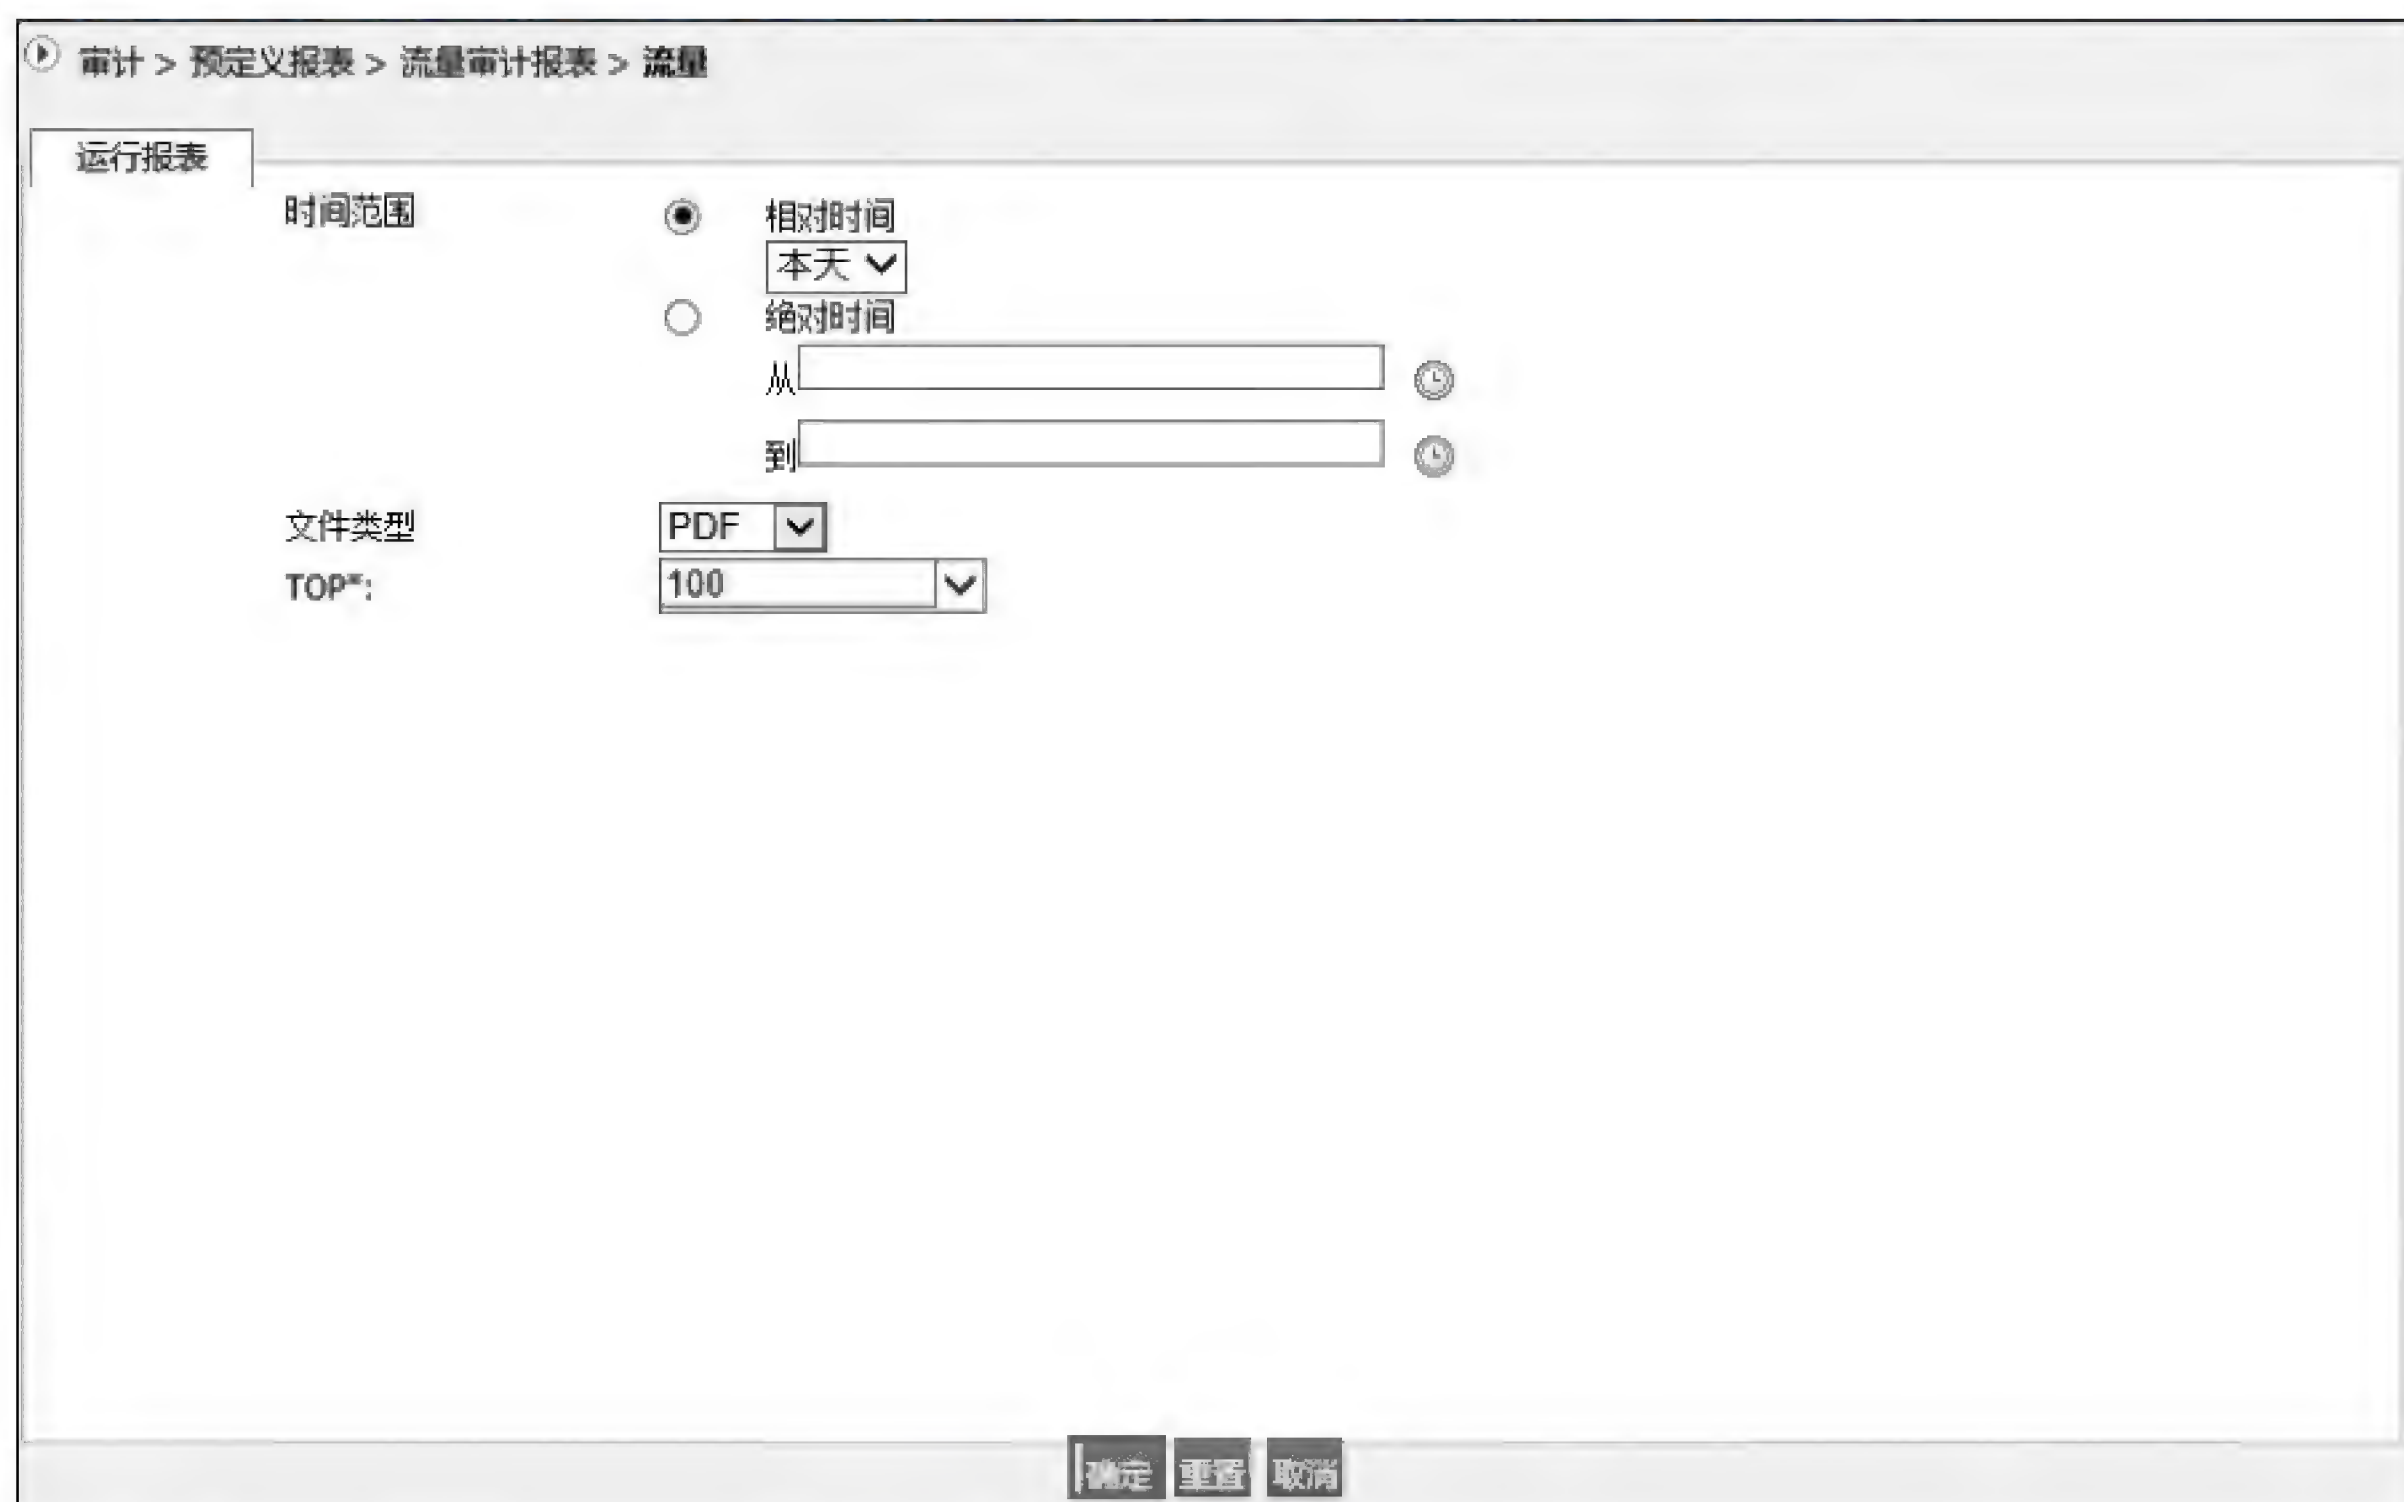 审计 > 预定义报表 > 流量审计报表 > 流量
运行报表
时间范围
相对时间
本天
绝对时间
从
到
文件类型
PDF
TOP*:
100
确定 重置 取消